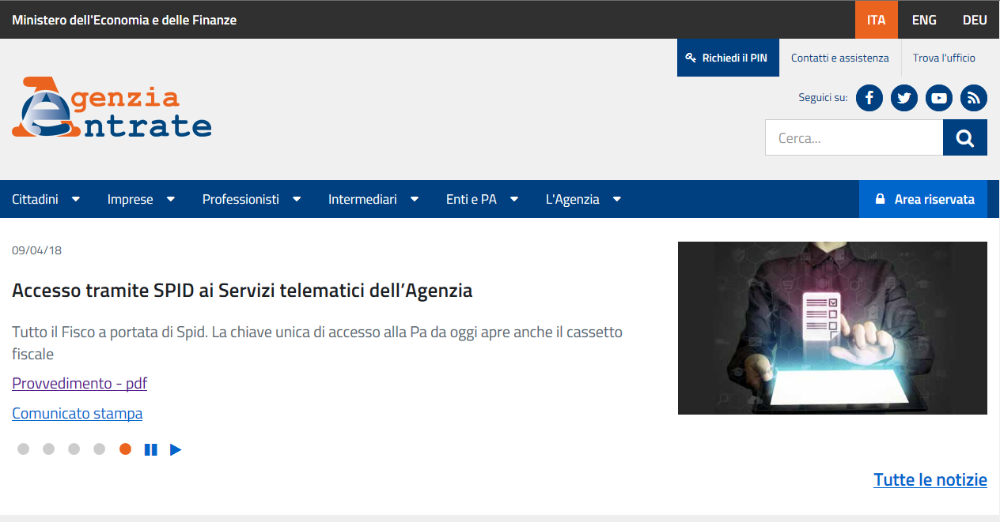 Ministero dell'Economia e delle Finanze
ITA
ENG
DEU
Richiedi il PIN
Contatti e assistenza
Trova l'ufficio
Agenzia
Entrate
Seguici su:
Cerca...
Cittadini
Imprese
Professionisti
Intermediari
Enti e PA
L'Agenzia
Area riservata
09/04/18
Accesso tramite SPID ai Servizi telematici dell’Agenzia
Tutto il Fisco a portata di Spid. La chiave unica di accesso alla Pa da oggi apre anche il cassetto
fiscale
Provvedimento - pdf
Comunicato stampa
Tutte le notizie